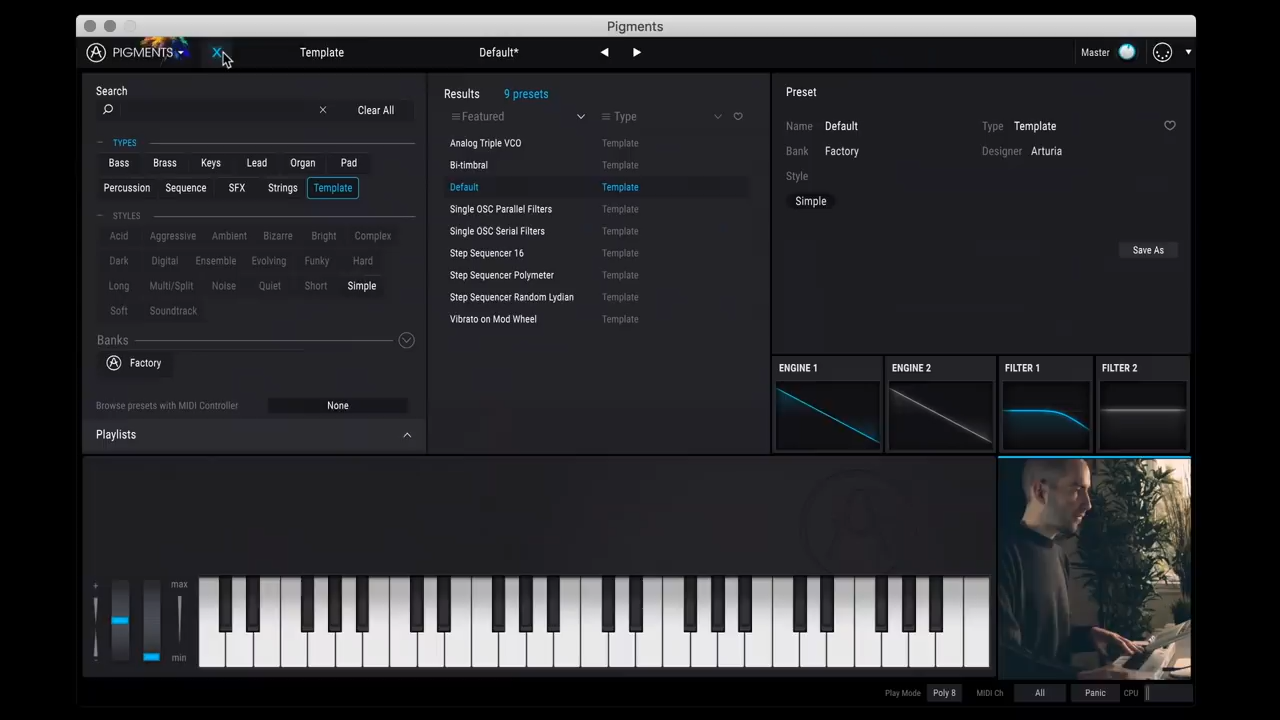 Pigments
PIGMENTS
X
Template
Default*
Master
Search
Clear All
TYPES
Bass Brass Keys Lead Organ Pad
Percussion Sequence SFX Strings Template
STYLES
Acid Aggressive Ambient Bizarre Bright Complex
Dark Digital Ensemble Evolving Funky Hard
Long Multi/Split Noise Quiet Short Simple
Soft Soundtrack
Banks
Factory
Browse presets with MIDI Controller None
Playlists
Results 9 presets
Featured Type
Analog Triple VCO Template
Bi-timbral Template
Default Template
Single OSC Parallel Filters Template
Single OSC Serial Filters Template
Step Sequencer 16 Template
Step Sequencer Polymeter Template
Step Sequencer Random Lydian Template
Vibrato on Mod Wheel Template
Preset
Name Default Type Template
Bank Factory Designer Arturia
Style
Simple
Save As
ENGINE 1 ENGINE 2 FILTER 1 FILTER 2
+
-
max
min
Play Mode Poly 8 MIDI Ch All Panic CPU